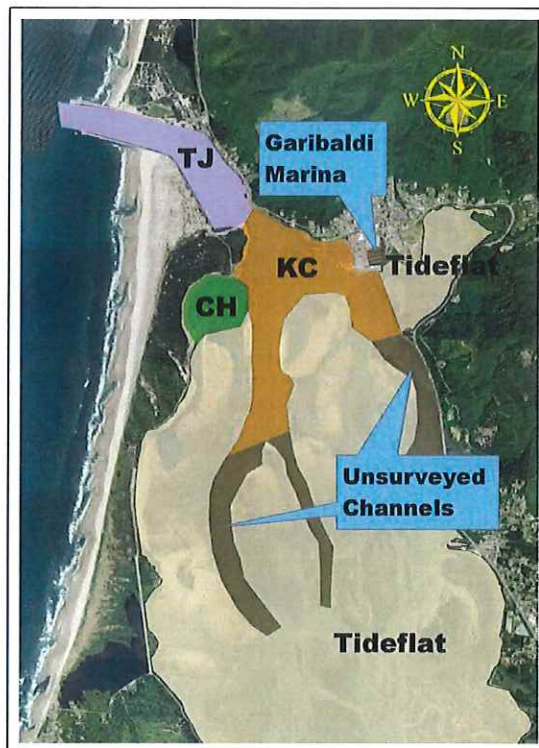 N
W E
S
TJ
Garibaldi
Marina
KC
Tideflat
CH
Unsurveyed
Channels
Tideflat